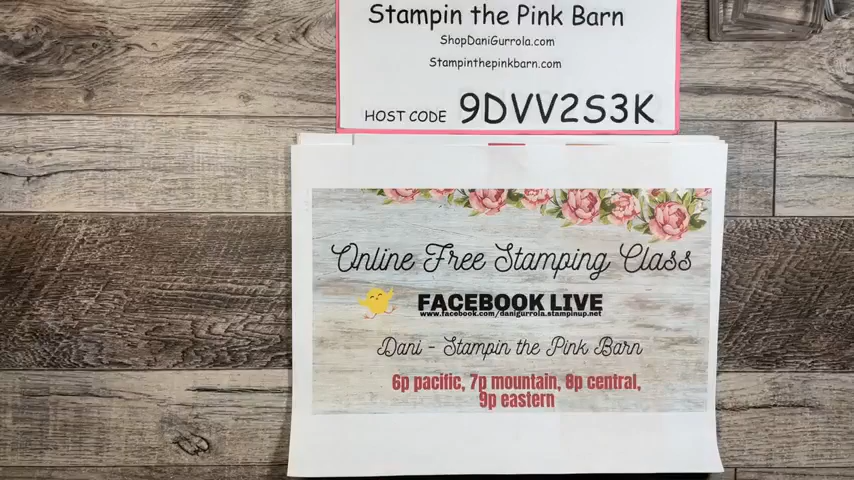 Stampin the Pink Barn
ShopDaniGurrola.com
Stampinthepinkbarn.com
HOST CODE 9DVV2S3K
Online Free Stamping Class
FACEBOOK LIVE
www.facebook.com/danigurrola.stampinup.net
Dani - Stampin the Pink Barn
6p pacific, 7p mountain, 8p central,
9p eastern